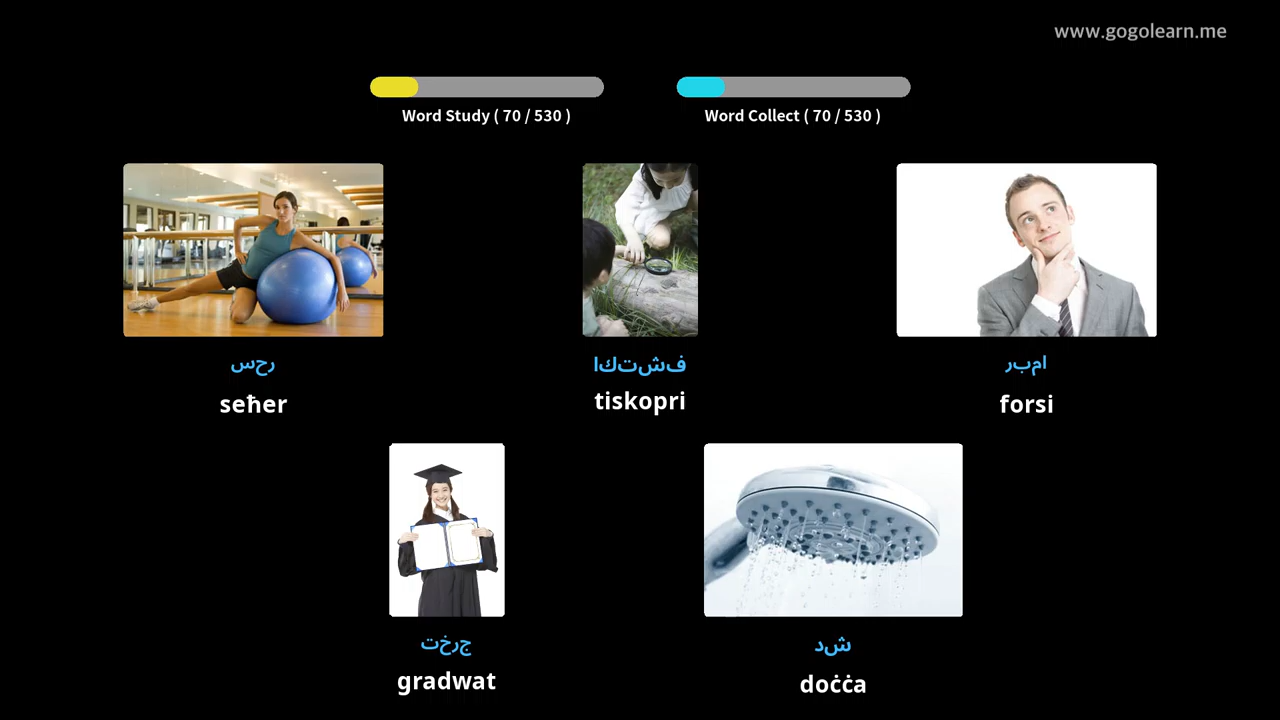 www.gogolearn.me
Word Study ( 70 / 530 )
Word Collect ( 70 / 530 )
رحس
seħer
فشتكا
tiskopri
امبر
forsi
جرخت
gradwat
شد
doċċa